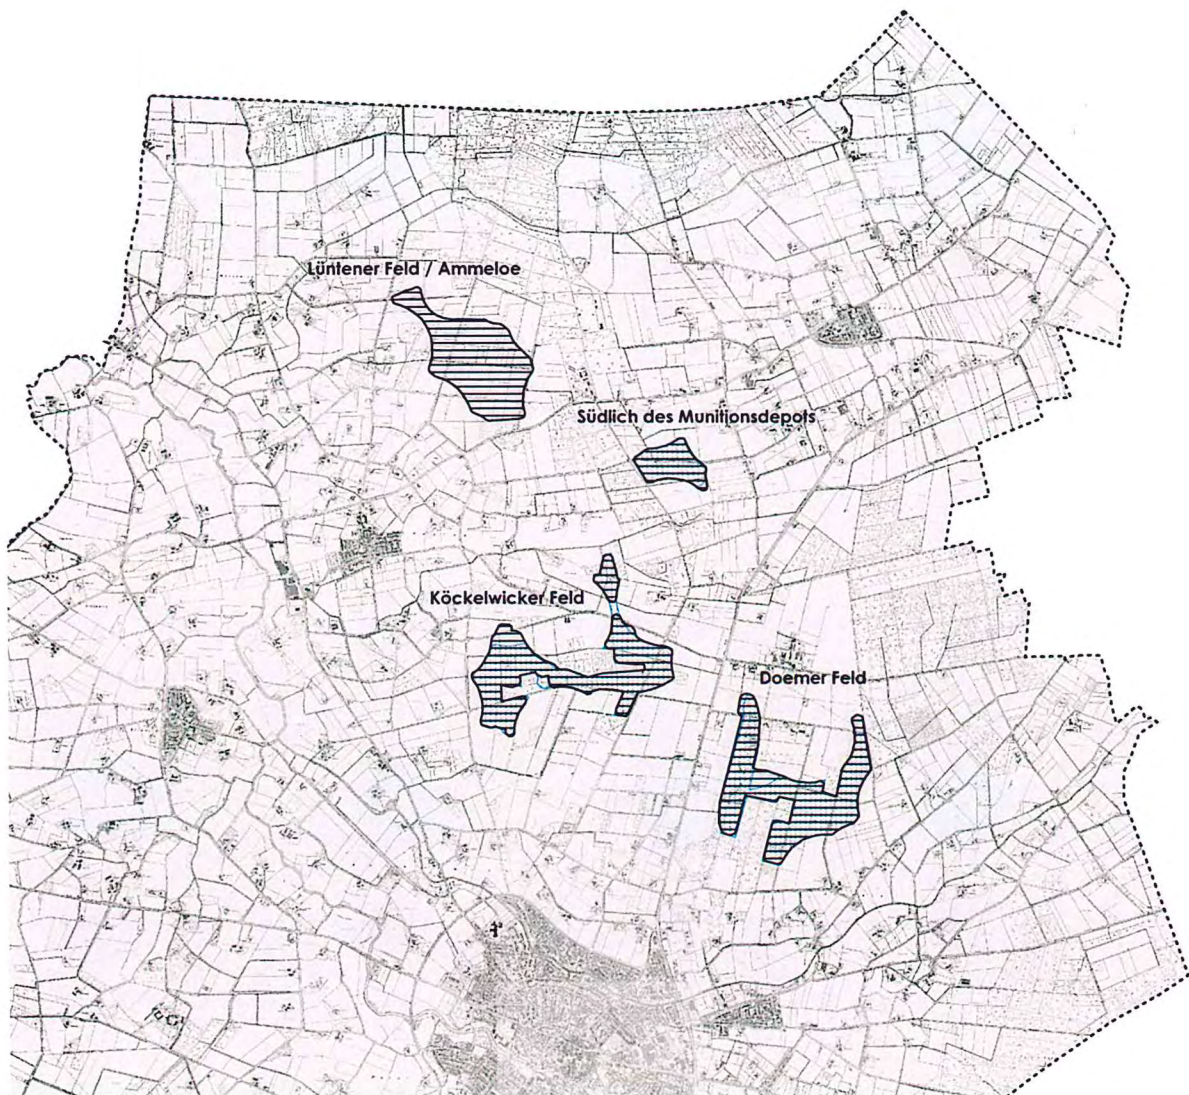 Lüntener Feld / Ammeloe
Südlich des Munitionsdepots
Köckelwicker Feld
Doemer Feld